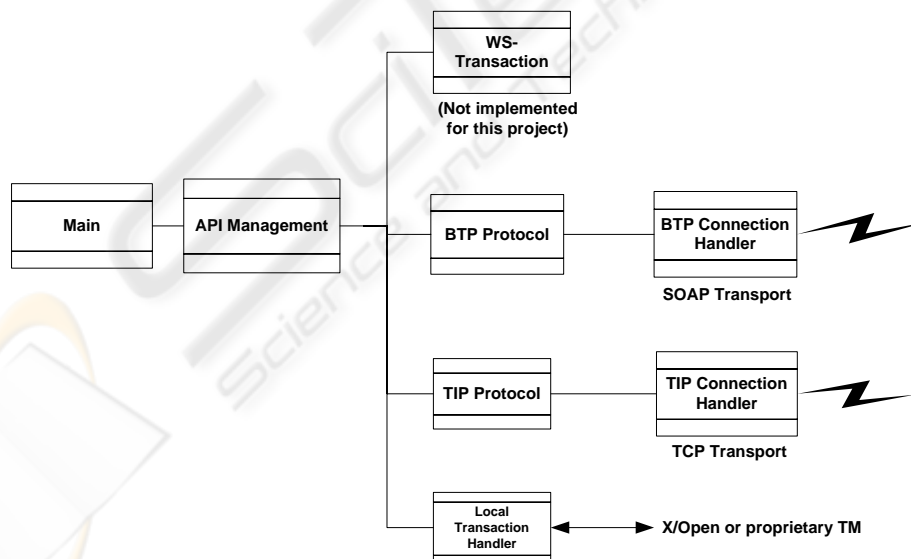 WS-
Transaction
(Not implemented
for this project)
Main
API Management
BTP Protocol
BTP Connection
Handler
SOAP Transport
TIP Protocol
TIP Connection
Handler
TCP Transport
Local
Transaction
Handler
X/Open or proprietary TM